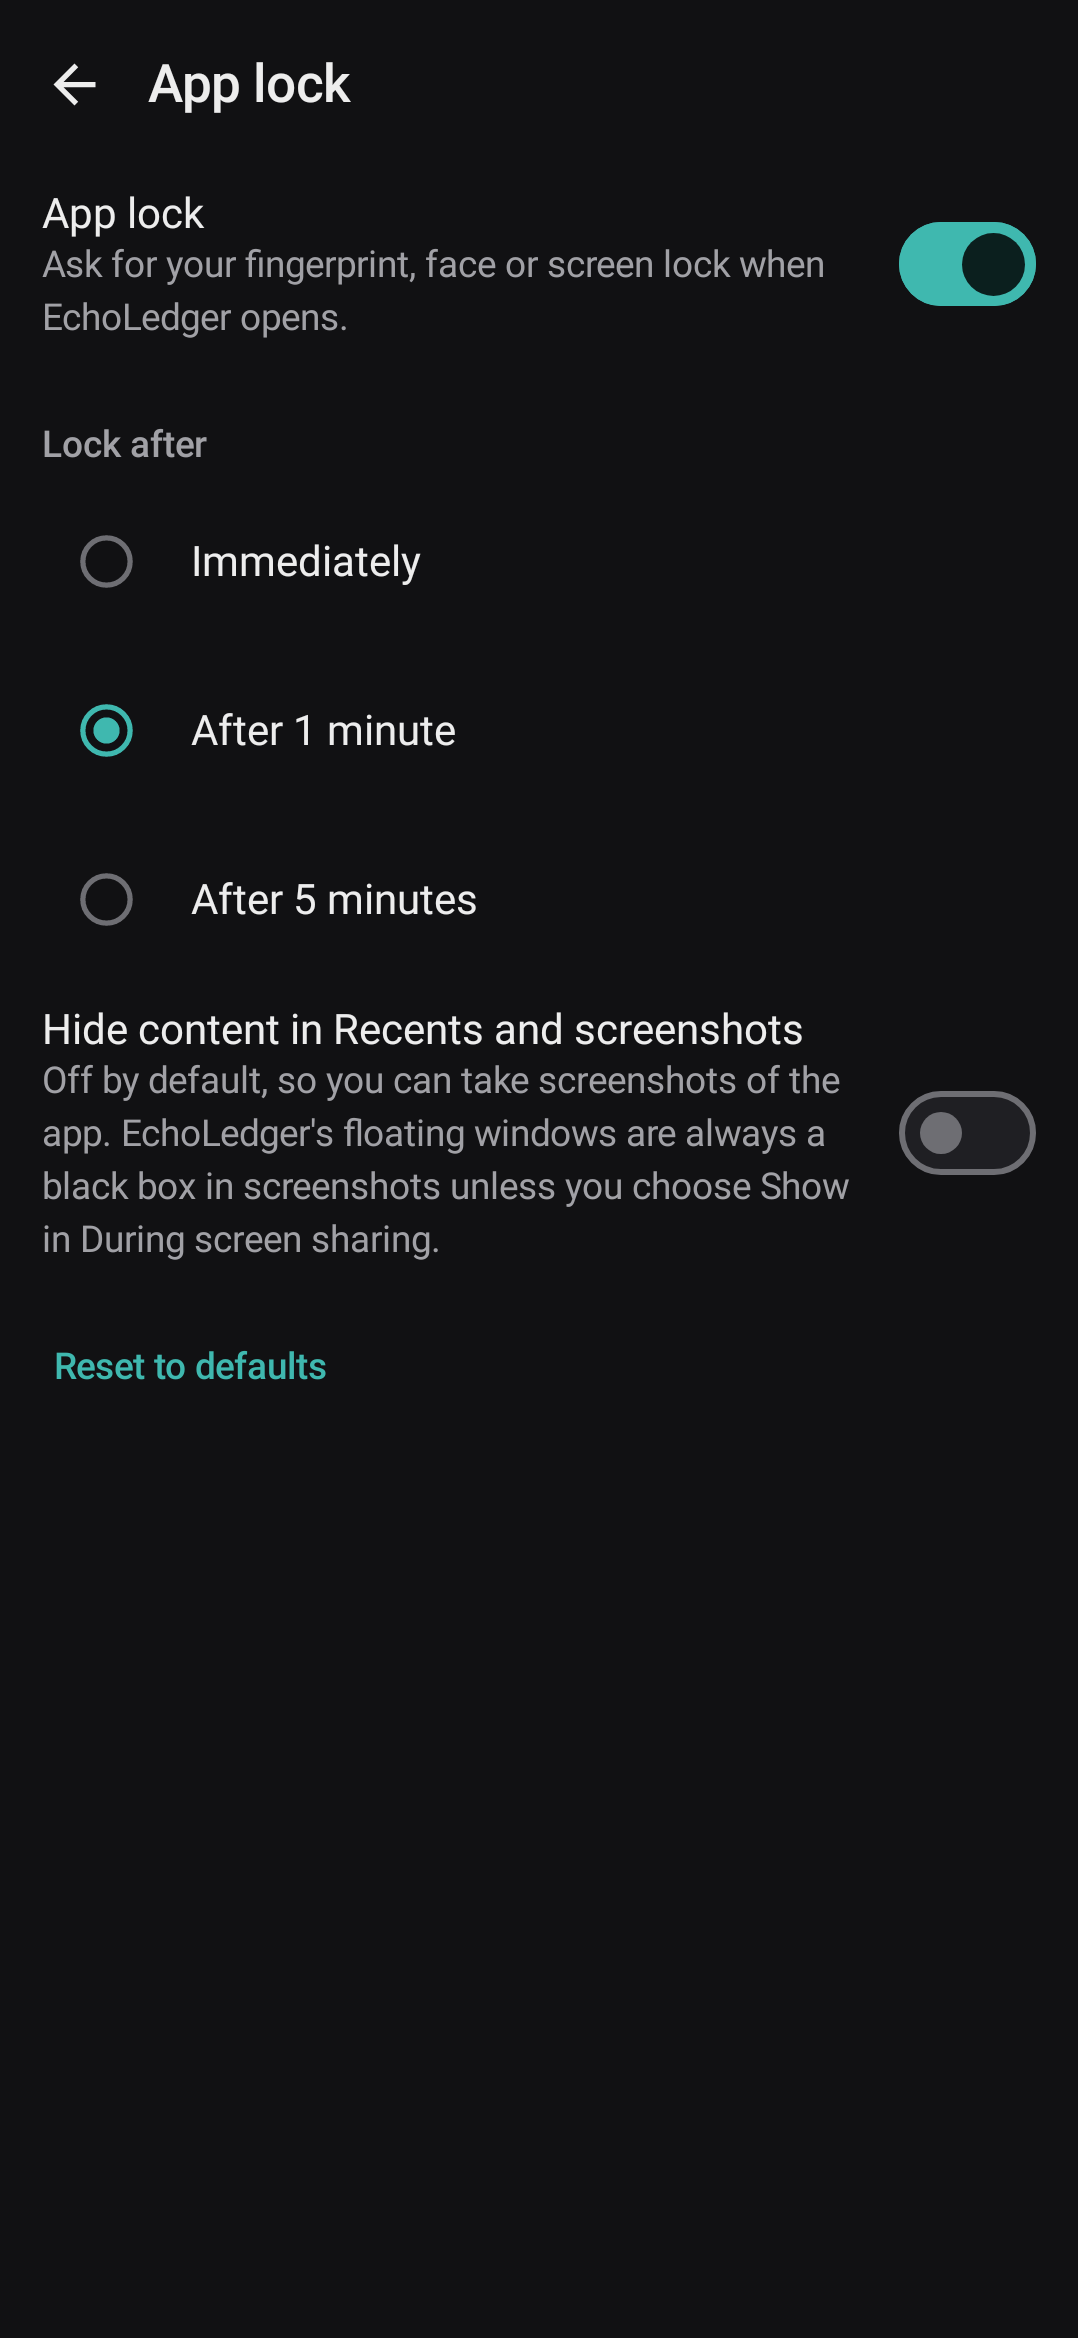 App lock
App lock
Ask for your fingerprint, face or screen lock when
EchoLedger opens.
Lock after
Immediately
After 1 minute
After 5 minutes
Hide content in Recents and screenshots
Off by default, so you can take screenshots of the
app. EchoLedger's floating windows are always a
black box in screenshots unless you choose Show
in During screen sharing.
Reset to defaults